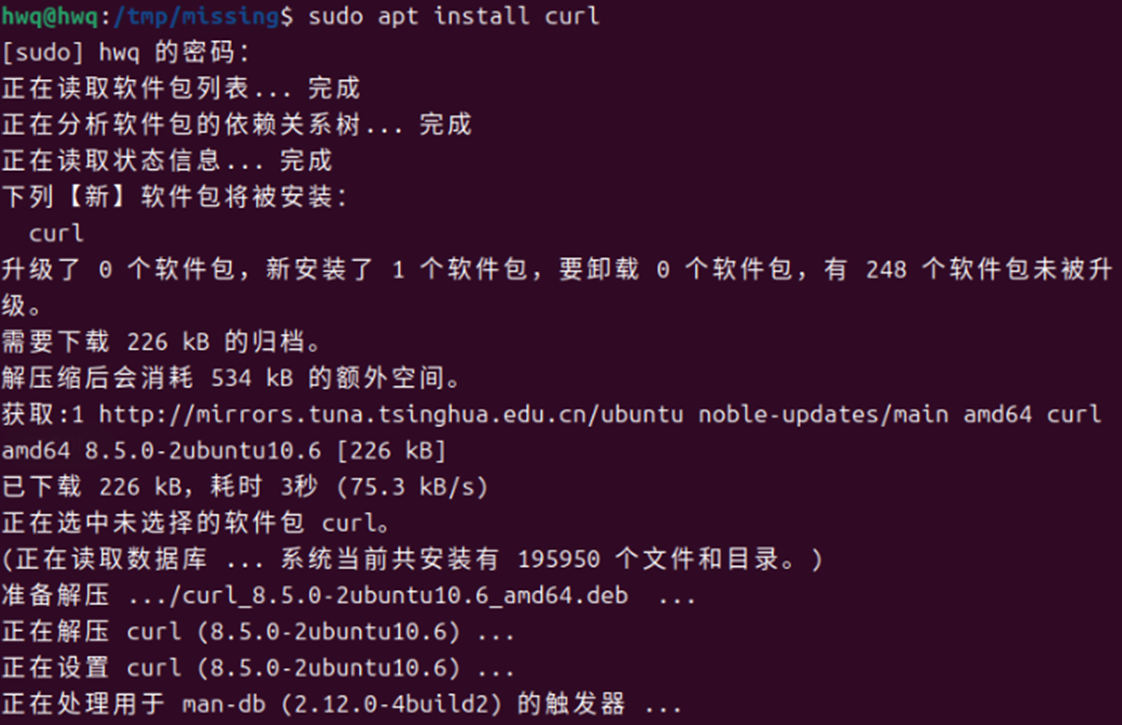 hwq@hwq:/tmp/missing$ sudo apt install curl
[sudo] hwq 的密码：
正在读取软件包列表... 完成
正在分析软件包的依赖关系树... 完成
正在读取状态信息... 完成
下列【新】软件包将被安装：
  curl
升级了 0 个软件包，新安装了 1 个软件包，要卸载 0 个软件包，有 248 个软件包未被升
级。
需要下载 226 kB 的归档。
解压缩后会消耗 534 kB 的额外空间。
获取:1 http://mirrors.tuna.tsinghua.edu.cn/ubuntu noble-updates/main amd64 curl
amd64 8.5.0-2ubuntu10.6 [226 kB]
已下载 226 kB，耗时 3秒 (75.3 kB/s)
正在选中未选择的软件包 curl。
(正在读取数据库 ... 系统当前共安装有 195950 个文件和目录。)
准备解压 .../curl_8.5.0-2ubuntu10.6_amd64.deb  ...
正在解压 curl (8.5.0-2ubuntu10.6) ...
正在设置 curl (8.5.0-2ubuntu10.6) ...
正在处理用于 man-db (2.12.0-4build2) 的触发器 ...